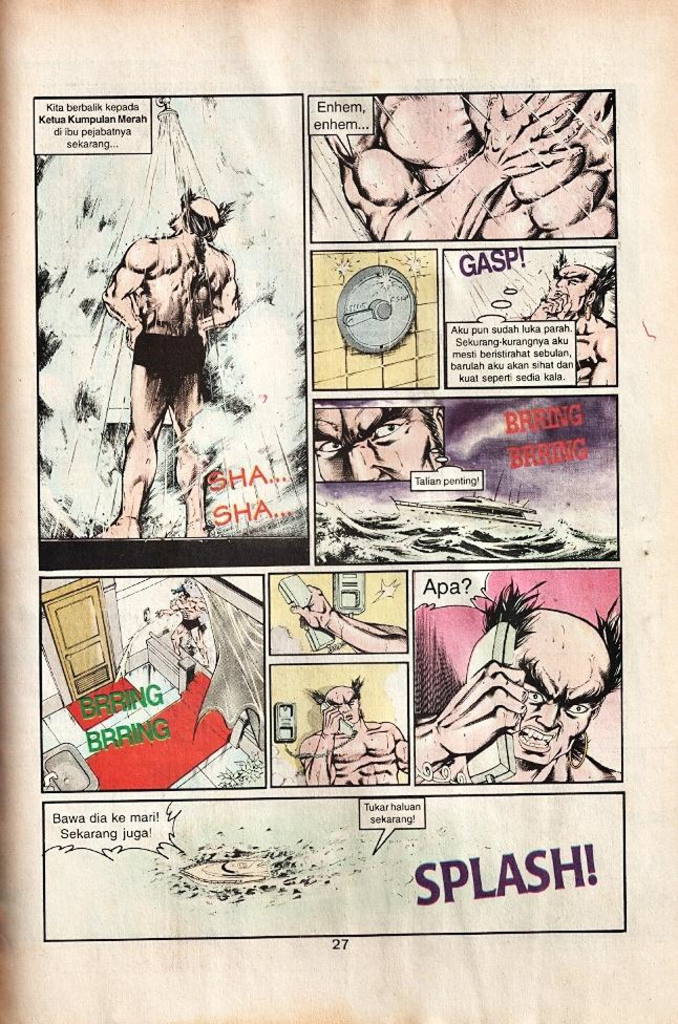 Kita berbalik kepada
Ketua Kumpulan Merah
di ibu pejabatnya
sekarang...
SHA...
SHA...
Enhem,
enhem...
GASP!
Aku pun sudah luka parah.
Sekurang-kurangnya aku
mesti beristirahat sebulan,
barulah aku akan sihat dan
kuat seperti sedia kala.
BRRING
BRRING
Talian penting!
BRRING
BRRING
Apa?
Bawa dia ke mari!
Sekarang juga!
Tukar haluan
sekarang!
SPLASH!
27